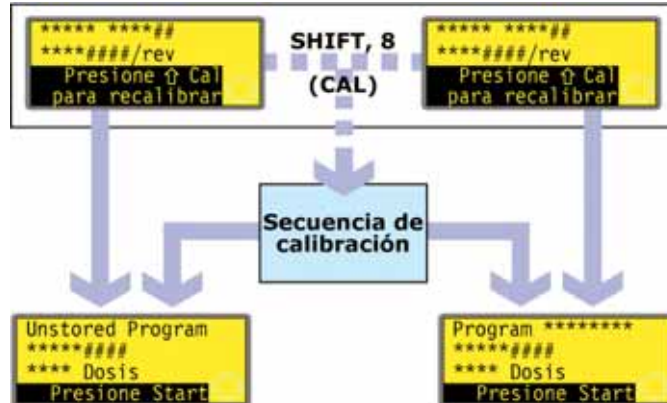 ***** ****##
****####/rev
Presione ⇧ Cal
para recalibrar
SHIFT, 8
(CAL)
***** ****##
****####/rev
Presione ⇧ Cal
para recalibrar
Secuencia de
calibración
Unstored Program
*****####
**** Dosis
Presione Start
Program ********
*****####
**** Dosis
Presione Start